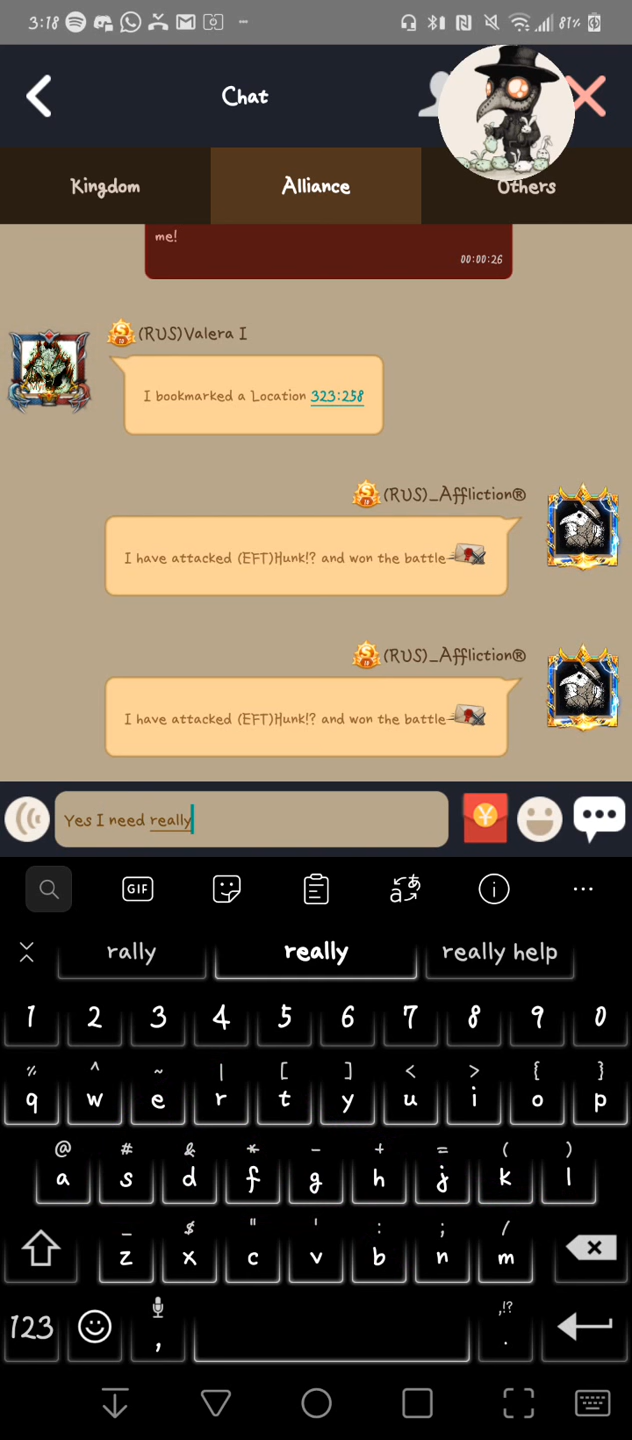 3:18
81%
Chat
Kingdom
Alliance
Others
me!
00:00:26
(RUS)Valera I
I bookmarked a Location 323:258
(RUS)_Affliction®
I have attacked (EFT)Hunk!? and won the battle
(RUS)_Affliction®
I have attacked (EFT)Hunk!? and won the battle
Yes I need really
GIF
rally really really help
1 2 3 4 5 6 7 8 9 0
% ^ ~ | [ ] < > { }
q w e r t y u i o p
@ # & * - + = ( )
a s d f g h j k l
_ $ " ' : ; /
z x c v b n m
,!?
123 , .